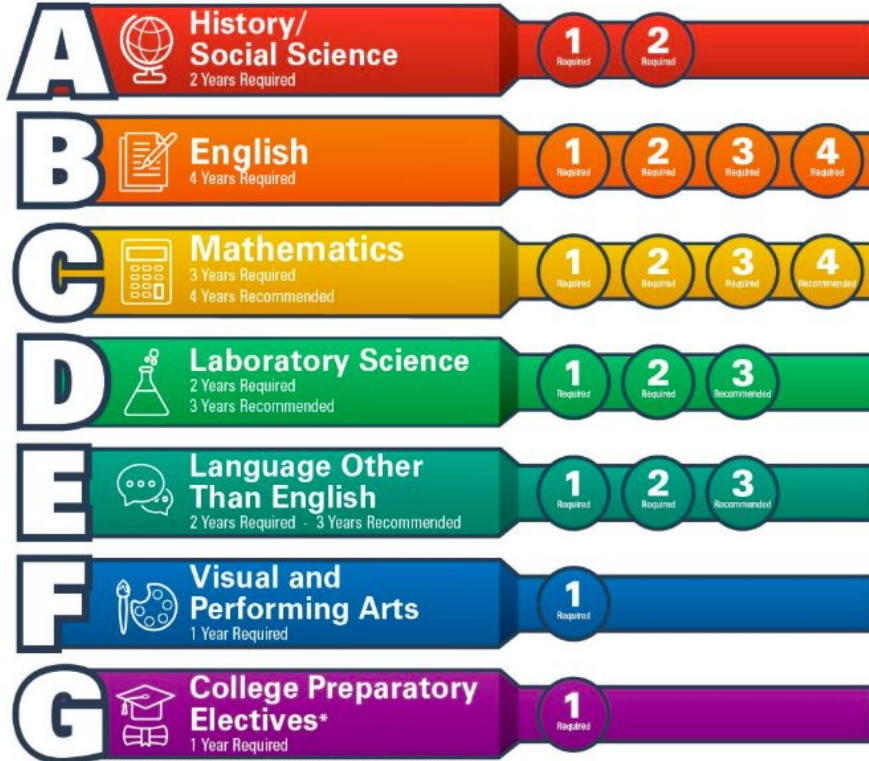 A
History/
Social Science
2 Years Required
1
Required
2
Required
B
English
4 Years Required
1
Required
2
Required
3
Required
4
Required
C
Mathematics
3 Years Required
4 Years Recommended
1
Required
2
Required
3
Required
4
Recommended
D
Laboratory Science
2 Years Required
3 Years Recommended
1
Required
2
Required
3
Recommended
E
Language Other
Than English
2 Years Required - 3 Years Recommended
1
Required
2
Required
3
Recommended
F
Visual and
Performing Arts
1 Year Required
1
Required
G
College Preparatory
Electives*
1 Year Required
1
Required